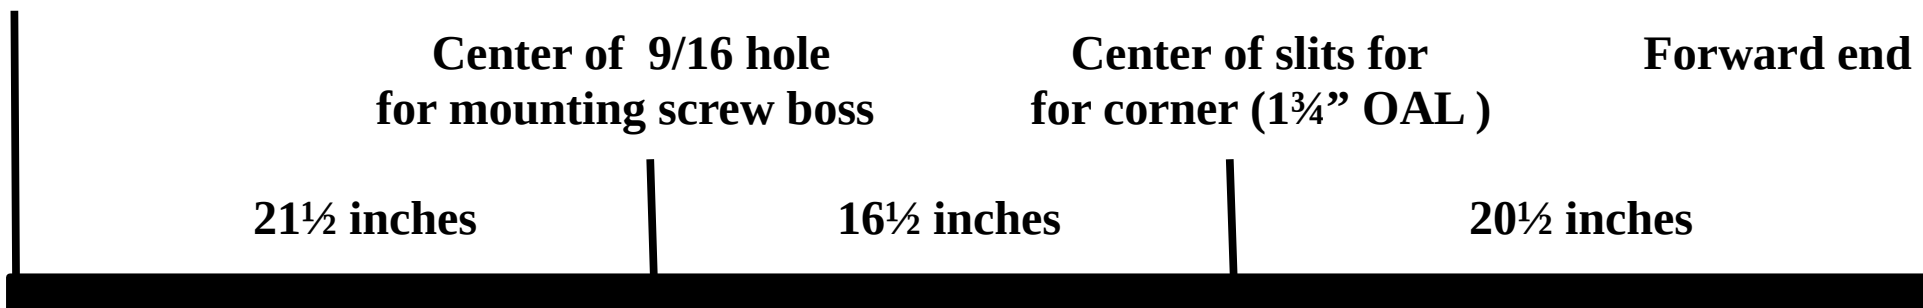 Center of  9/16 hole
for mounting screw boss
Center of slits for
for corner (1¾” OAL )
Forward end
21½ inches
16½ inches
20½ inches